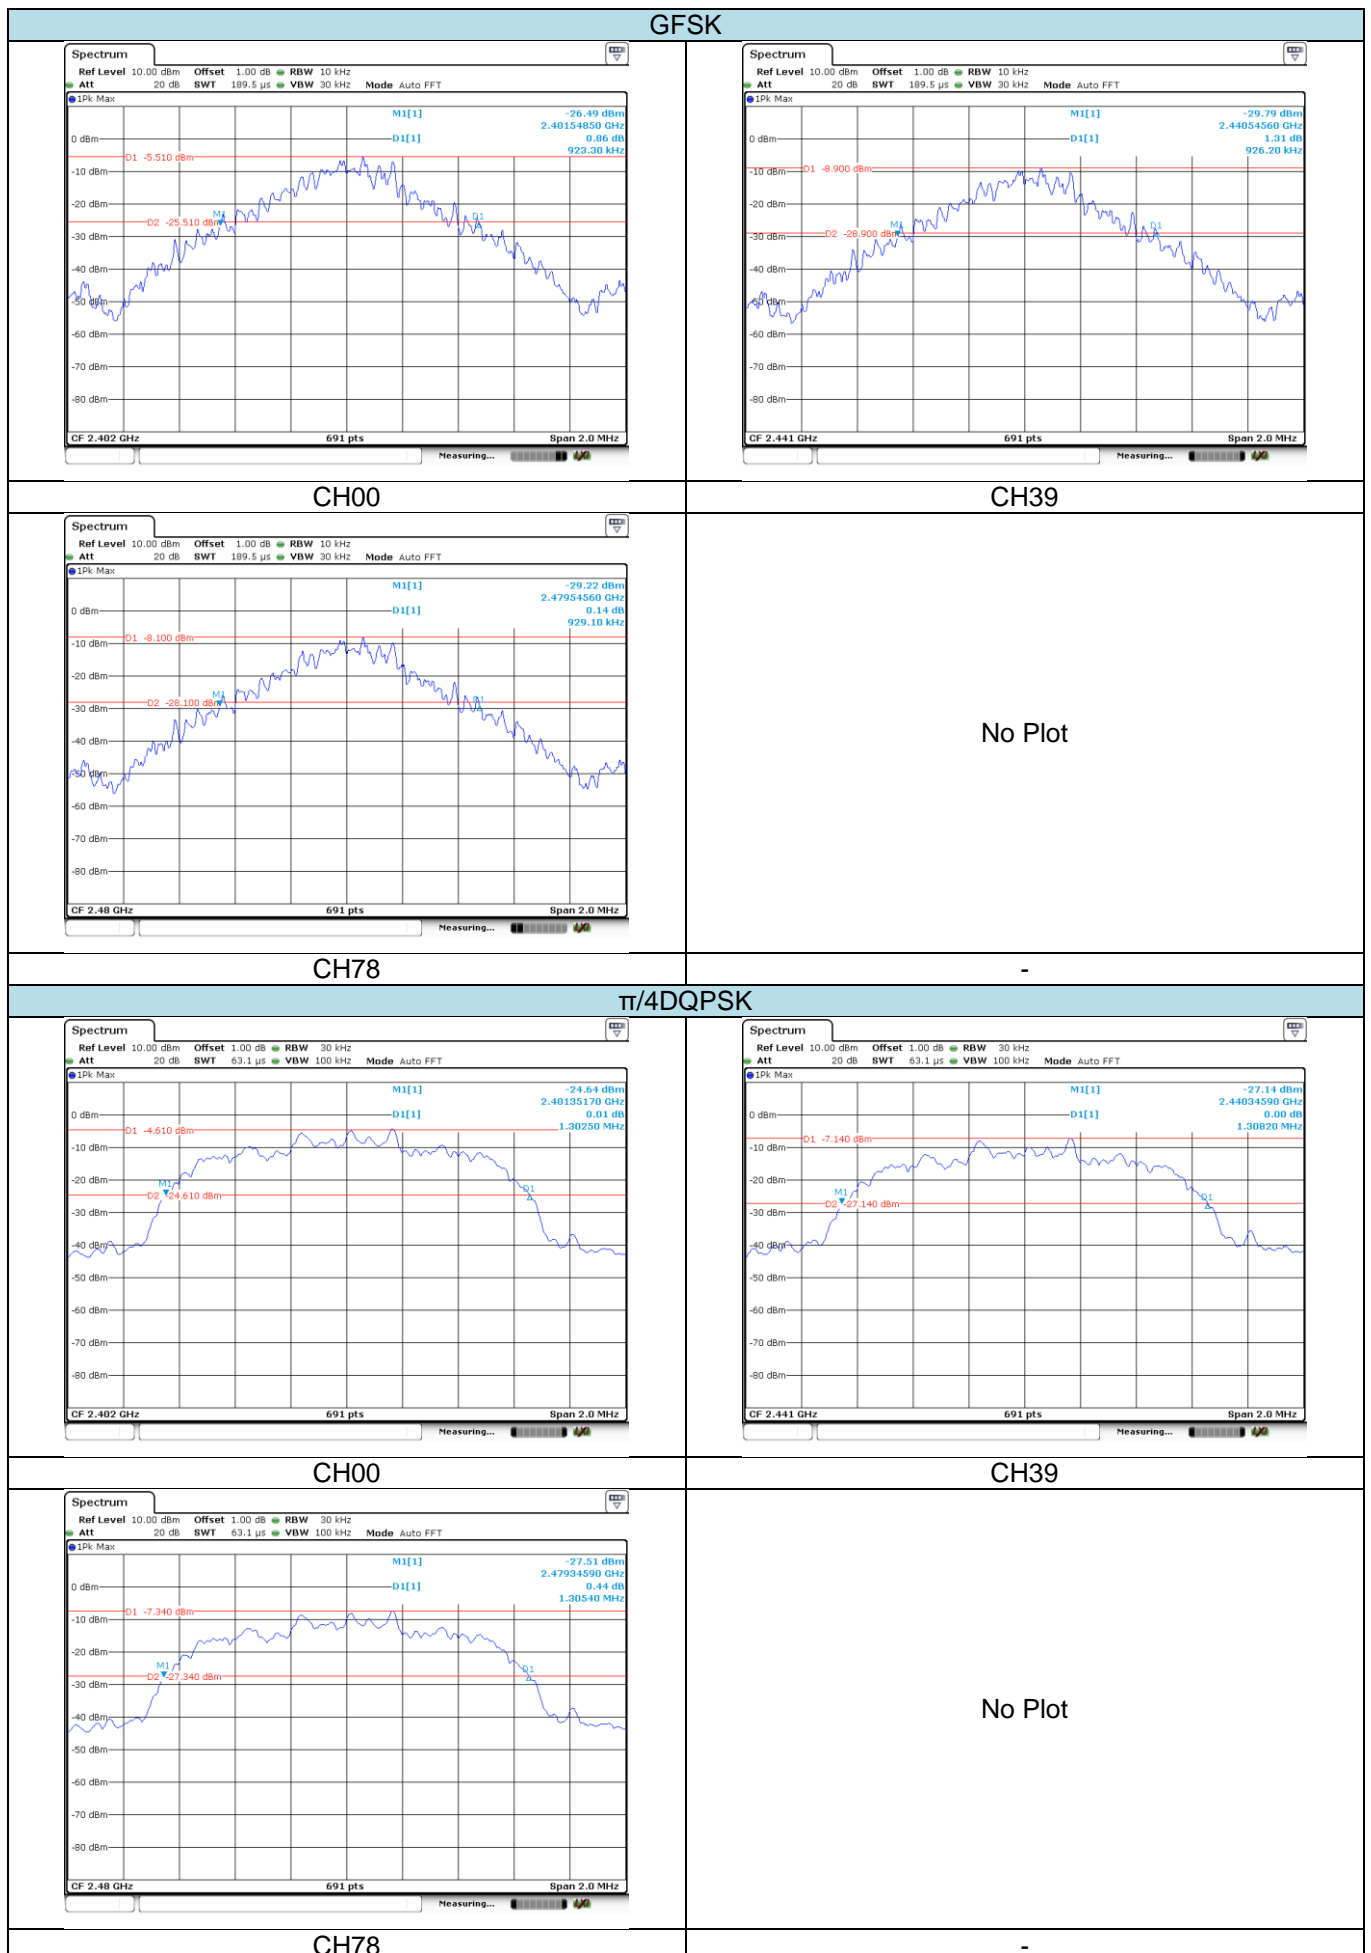 GFSK
Spectrum
Ref Level 10.00 dBm Offset 1.00 dB RBW 10 kHz
Att 20 dB SWT 189.5 µs VBW 30 kHz Mode Auto FFT
1Pk Max
M1[1] -26.49 dBm
2.40154850 GHz
0 dBm D1[1] 0.86 dB
923.30 kHz
D1 -5.510 dBm
-10 dBm
-20 dBm
M1 D1
D2 -25.510 dBm
-30 dBm
-40 dBm
-50 dBm
-60 dBm
-70 dBm
-80 dBm
CF 2.402 GHz 691 pts Span 2.0 MHz
Measuring...
CH00
Spectrum
Ref Level 10.00 dBm Offset 1.00 dB RBW 10 kHz
Att 20 dB SWT 189.5 µs VBW 30 kHz Mode Auto FFT
1Pk Max
M1[1] -29.79 dBm
2.44054560 GHz
0 dBm D1[1] 1.31 dB
926.20 kHz
D1 -8.900 dBm
-10 dBm
-20 dBm
M1 D1
D2 -28.900 dBm
-30 dBm
-40 dBm
-50 dBm
-60 dBm
-70 dBm
-80 dBm
CF 2.441 GHz 691 pts Span 2.0 MHz
Measuring...
CH39
Spectrum
Ref Level 10.00 dBm Offset 1.00 dB RBW 10 kHz
Att 20 dB SWT 189.5 µs VBW 30 kHz Mode Auto FFT
1Pk Max
M1[1] -29.22 dBm
2.47954560 GHz
0 dBm D1[1] 0.14 dB
929.10 kHz
D1 -8.100 dBm
-10 dBm
-20 dBm
M1 D1
D2 -28.100 dBm
-30 dBm
-40 dBm
-50 dBm
-60 dBm
-70 dBm
-80 dBm
CF 2.48 GHz 691 pts Span 2.0 MHz
Measuring...
CH78
No Plot
-
π/4DQPSK
Spectrum
Ref Level 10.00 dBm Offset 1.00 dB RBW 30 kHz
Att 20 dB SWT 63.1 µs VBW 100 kHz Mode Auto FFT
1Pk Max
M1[1] -24.64 dBm
2.40135170 GHz
0 dBm D1[1] 0.01 dB
1.30250 MHz
D1 -4.610 dBm
-10 dBm
-20 dBm
M1 D1
D2 -24.610 dBm
-30 dBm
-40 dBm
-50 dBm
-60 dBm
-70 dBm
-80 dBm
CF 2.402 GHz 691 pts Span 2.0 MHz
Measuring...
CH00
Spectrum
Ref Level 10.00 dBm Offset 1.00 dB RBW 30 kHz
Att 20 dB SWT 63.1 µs VBW 100 kHz Mode Auto FFT
1Pk Max
M1[1] -27.14 dBm
2.44034590 GHz
0 dBm D1[1] 0.00 dB
1.30820 MHz
D1 -7.140 dBm
-10 dBm
-20 dBm
M1 D1
D2 -27.140 dBm
-30 dBm
-40 dBm
-50 dBm
-60 dBm
-70 dBm
-80 dBm
CF 2.441 GHz 691 pts Span 2.0 MHz
Measuring...
CH39
Spectrum
Ref Level 10.00 dBm Offset 1.00 dB RBW 30 kHz
Att 20 dB SWT 63.1 µs VBW 100 kHz Mode Auto FFT
1Pk Max
M1[1] -27.51 dBm
2.47934590 GHz
0 dBm D1[1] 0.44 dB
1.30540 MHz
D1 -7.340 dBm
-10 dBm
-20 dBm
M1 D1
D2 -27.340 dBm
-30 dBm
-40 dBm
-50 dBm
-60 dBm
-70 dBm
-80 dBm
CF 2.48 GHz 691 pts Span 2.0 MHz
Measuring...
CH78
No Plot
-